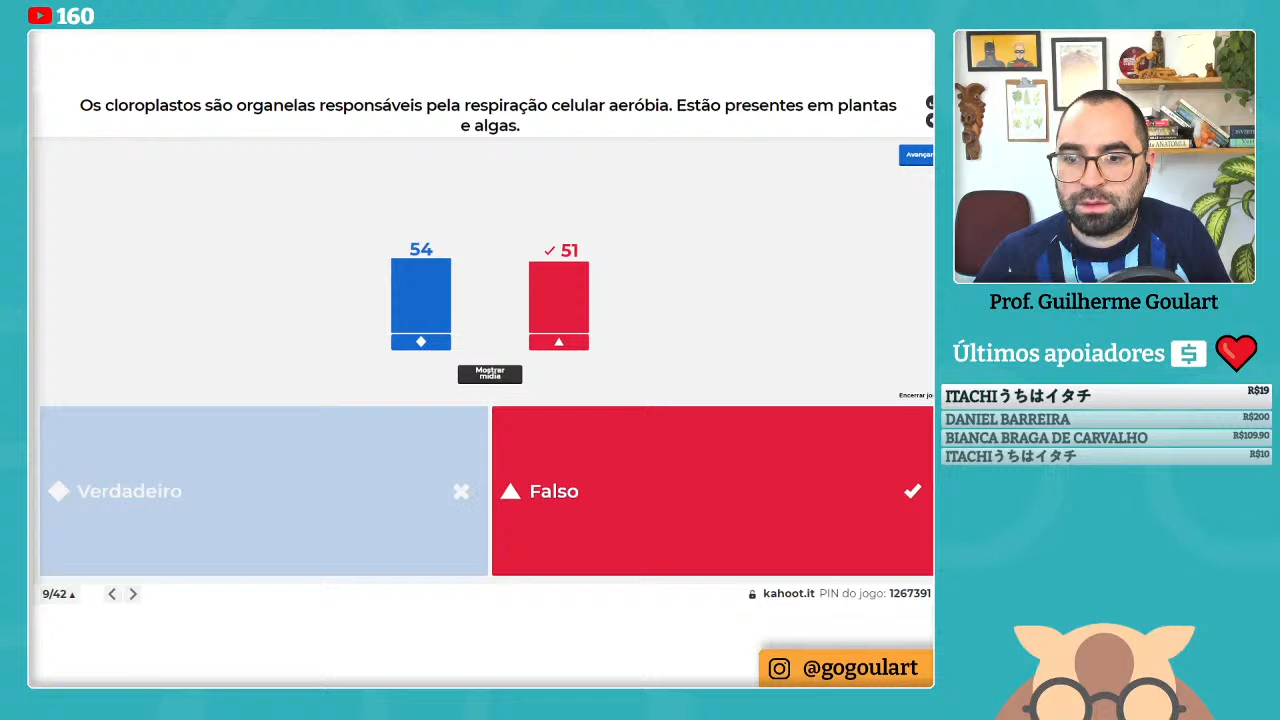 160
Os cloroplastos são organelas responsáveis pela respiração celular aeróbia. Estão presentes em plantas
e algas.
Avançar
54
51
Mostrar
mídia
Encerrar jo
Verdadeiro
Falso
9/42
kahoot.it PIN do jogo: 1267391
@gogoulart
ANATOMIA
Prof. Guilherme Goulart
Últimos apoiadores
ITACHIうちはイタチ R$19
DANIEL BARREIRA R$200
BIANCA BRAGA DE CARVALHO R$109.90
ITACHIうちはイタチ R$10